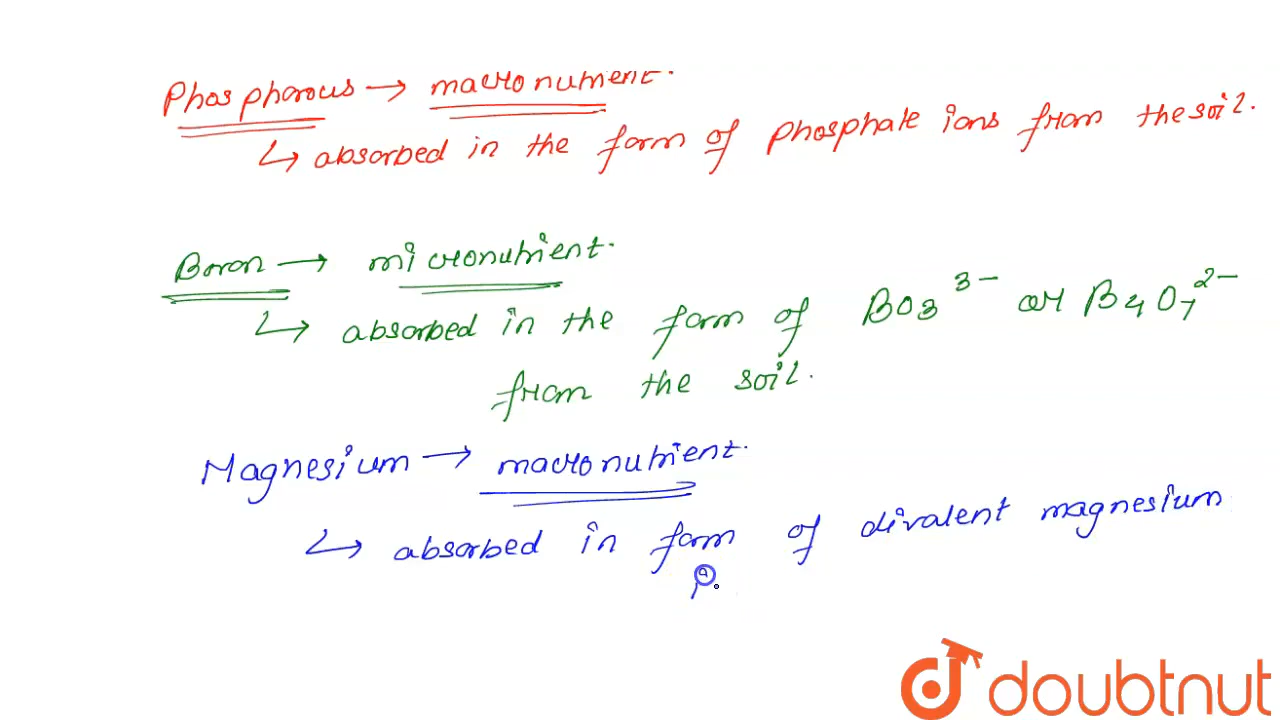 Phosphorous → macronutrient.
↳ absorbed in the form of phosphate ions from the soil.
Boron → micronutrient.
↳ absorbed in the form of BO3 3- or B4O7 2-
from the soil.
Magnesium → macronutrient.
↳ absorbed in form of divalent magnesium
doubtnut